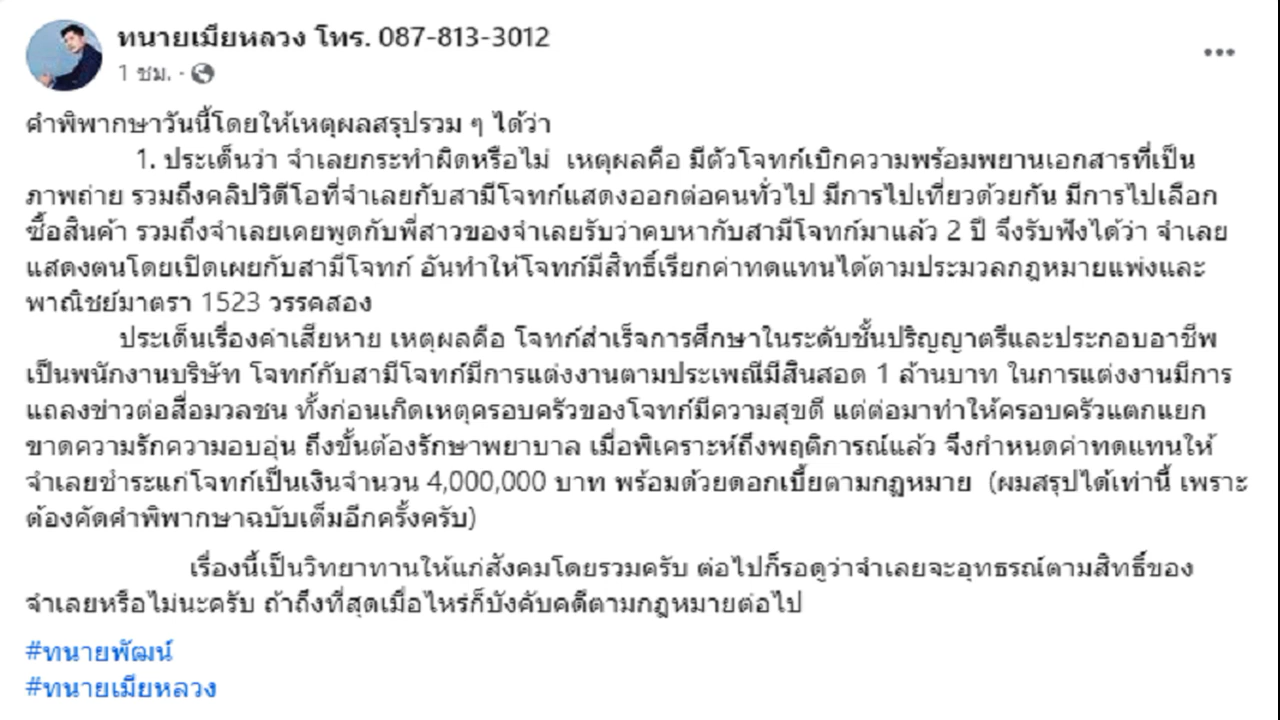 ทนายเมียหลวง โทร. 087-813-3012
1 ชม. ·
คำพิพากษาวันนี้โดยให้เหตุผลสรุปรวม ๆ ได้ว่า
1. ประเด็นว่า จำเลยกระทำผิดหรือไม่ เหตุผลคือ มีตัวโจทก์เบิกความพร้อมพยานเอกสารที่เป็น
ภาพถ่าย รวมถึงคลิปวิดีโอที่จำเลยกับสามีโจทก์แสดงออกต่อคนทั่วไป มีการไปเที่ยวด้วยกัน มีการไปเลือก
ซื้อสินค้า รวมถึงจำเลยเคยพูดกับพี่สาวของจำเลยรับว่าคบหากับสามีโจทก์มาแล้ว 2 ปี จึงรับฟังได้ว่า จำเลย
แสดงตนโดยเปิดเผยกับสามีโจทก์ อันทำให้โจทก์มีสิทธิ์เรียกค่าทดแทนได้ตามประมวลกฎหมายแพ่งและ
พาณิชย์มาตรา 1523 วรรคสอง
ประเด็นเรื่องค่าเสียหาย เหตุผลคือ โจทก์สำเร็จการศึกษาในระดับชั้นปริญญาตรีและประกอบอาชีพ
เป็นพนักงานบริษัท โจทก์กับสามีโจทก์มีการแต่งงานตามประเพณีมีสินสอด 1 ล้านบาท ในการแต่งงานมีการ
แถลงข่าวต่อสื่อมวลชน ทั้งก่อนเกิดเหตุครอบครัวของโจทก์มีความสุขดี แต่ต่อมาทำให้ครอบครัวแตกแยก
ขาดความรักความอบอุ่น ถึงขั้นต้องรักษาพยาบาล เมื่อพิเคราะห์ถึงพฤติการณ์แล้ว จึงกำหนดค่าทดแทนให้
จำเลยชำระแก่โจทก์เป็นเงินจำนวน 4,000,000 บาท พร้อมด้วยดอกเบี้ยตามกฎหมาย (ผมสรุปได้เท่านี้ เพราะ
ต้องคัดคำพิพากษาฉบับเต็มอีกครั้งครับ)
เรื่องนี้เป็นวิทยาทานให้แก่สังคมโดยรวมครับ ต่อไปก็รอดูว่าจำเลยจะอุทธรณ์ตามสิทธิ์ของ
จำเลยหรือไม่นะครับ ถ้าถึงที่สุดเมื่อไหร่ก็บังคับคดีตามกฎหมายต่อไป
#ทนายพัฒน์
#ทนายเมียหลวง